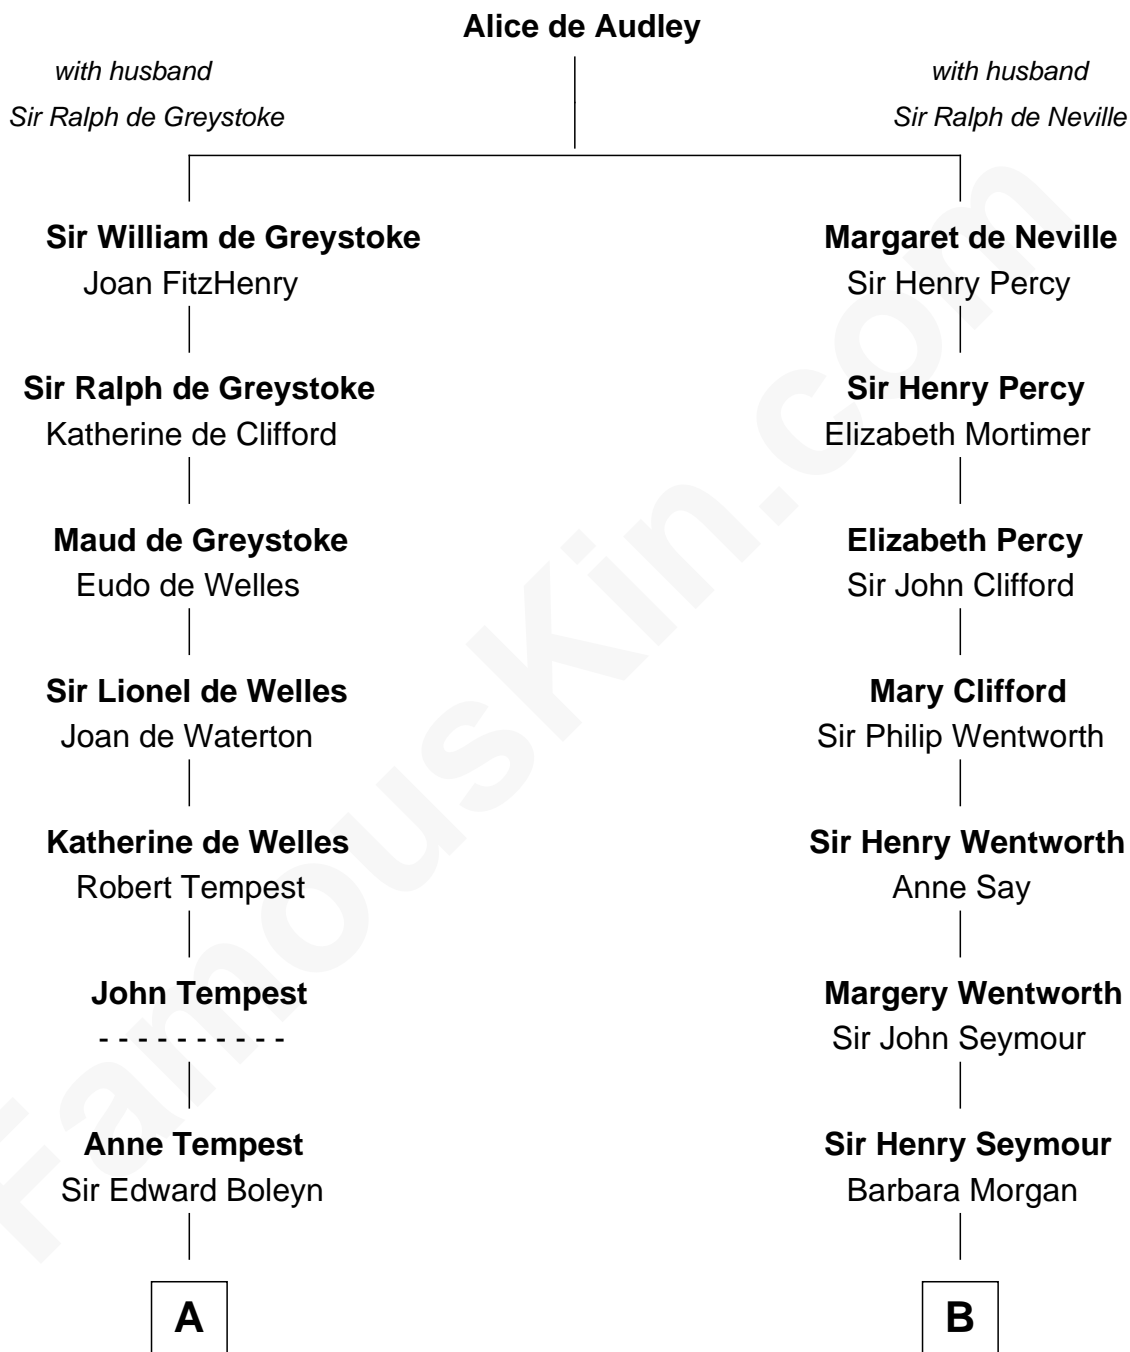 Alice de Audley
with husband
Sir Ralph de Greystoke
with husband
Sir Ralph de Neville
Sir William de Greystoke
Joan FitzHenry
Sir Ralph de Greystoke
Katherine de Clifford
Maud de Greystoke
Eudo de Welles
Sir Lionel de Welles
Joan de Waterton
Katherine de Welles
Robert Tempest
John Tempest
- - - - - - - - - -
Anne Tempest
Sir Edward Boleyn
A
Margaret de Neville
Sir Henry Percy
Sir Henry Percy
Elizabeth Mortimer
Elizabeth Percy
Sir John Clifford
Mary Clifford
Sir Philip Wentworth
Sir Henry Wentworth
Anne Say
Margery Wentworth
Sir John Seymour
Sir Henry Seymour
Barbara Morgan
B
FamousKin.com